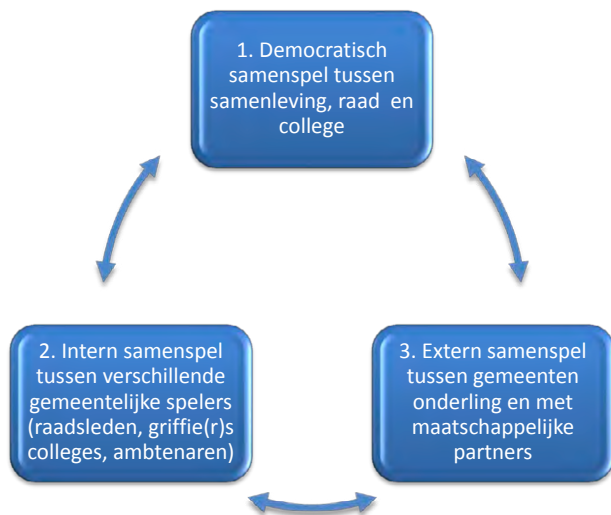 1. Democratisch
samenspel tussen
samenleving, raad en
college
2. Intern samenspel
tussen verschillende
gemeentelijke spelers
(raadsleden, griffie(r)s
colleges, ambtenaren)
3. Extern samenspel
tussen gemeenten
onderling en met
maatschappelijke
partners